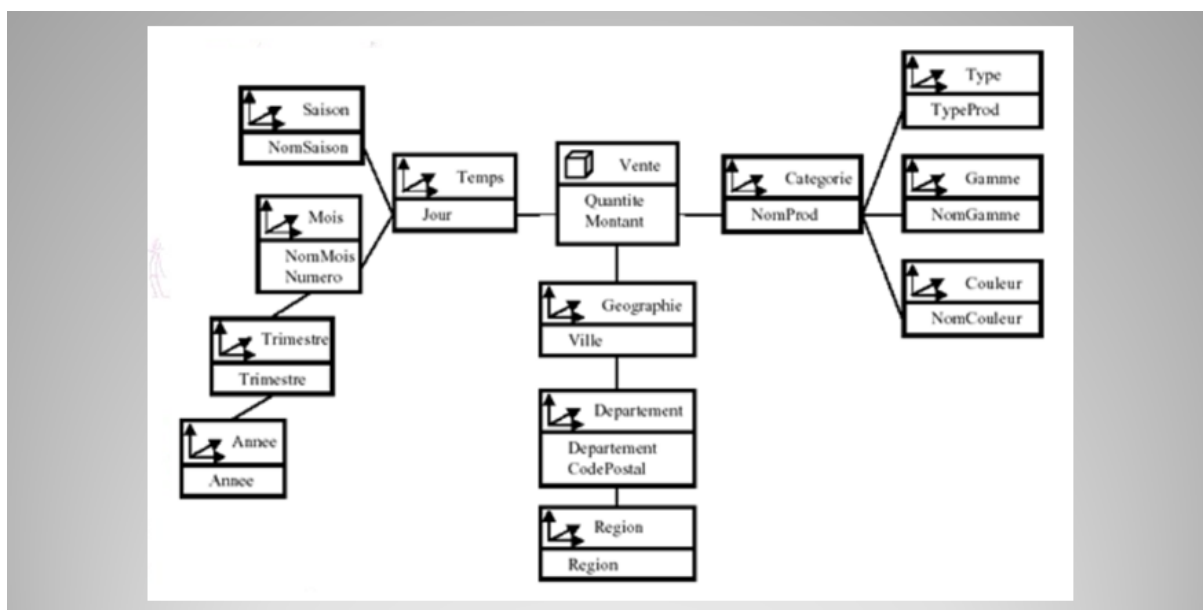 Saison
NomSaison
Mois
NomMois
Numero
Trimestre
Trimestre
Annee
Annee
Temps
Jour
Vente
Quantite
Montant
Geographie
Ville
Departement
Departement
CodePostal
Region
Region
Categorie
NomProd
Type
TypeProd
Gamme
NomGamme
Couleur
NomCouleur